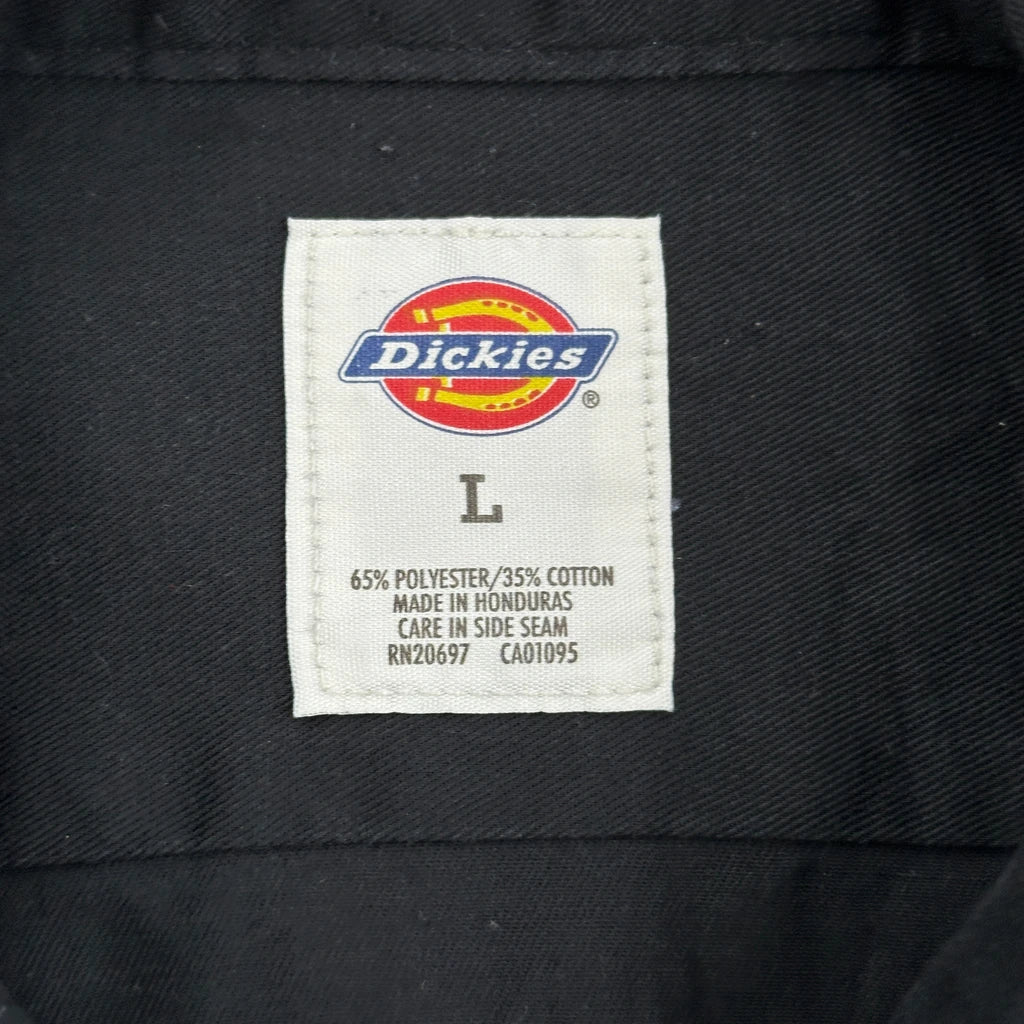 Dickies
®
L
65% POLYESTER/35% COTTON
MADE IN HONDURAS
CARE IN SIDE SEAM
RN20697 CA01095